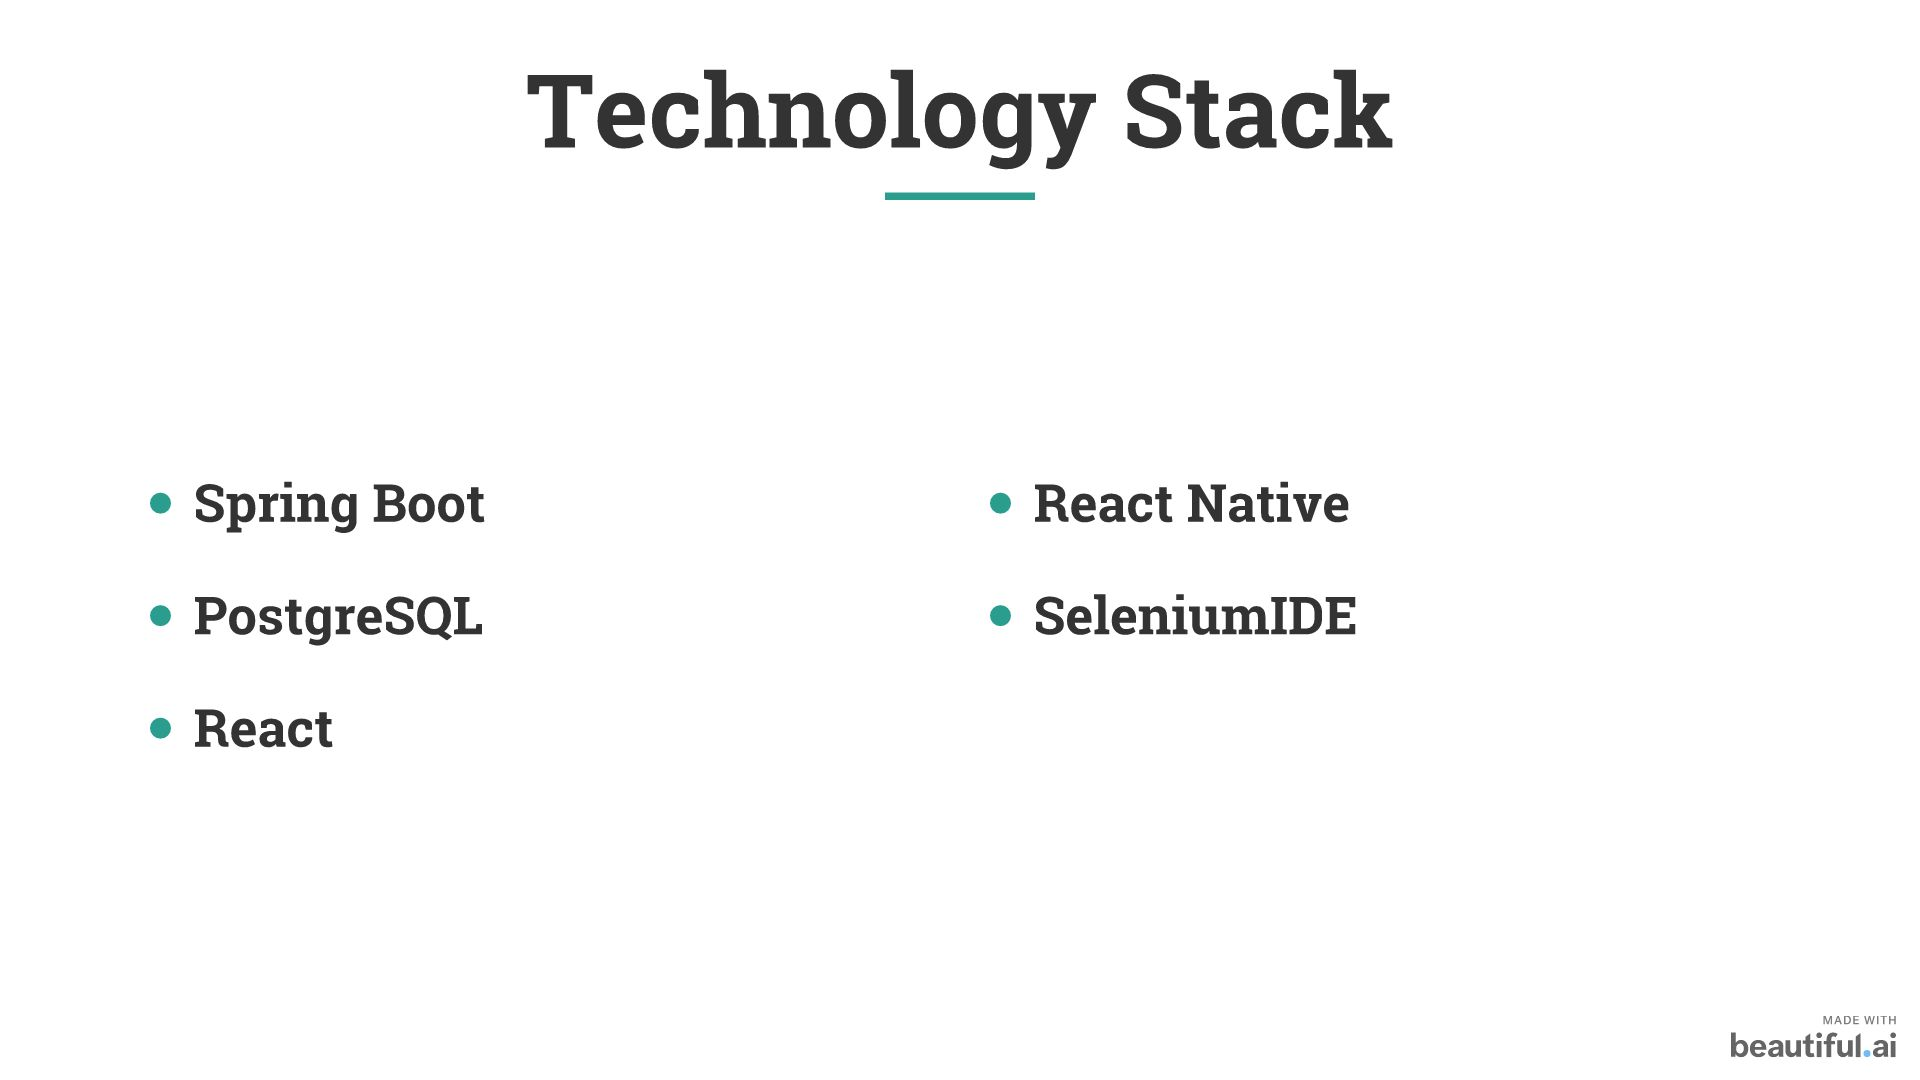 Technology Stack
Spring Boot
PostgreSQL
React
React Native
SeleniumIDE
MADE WITH
beautiful.ai